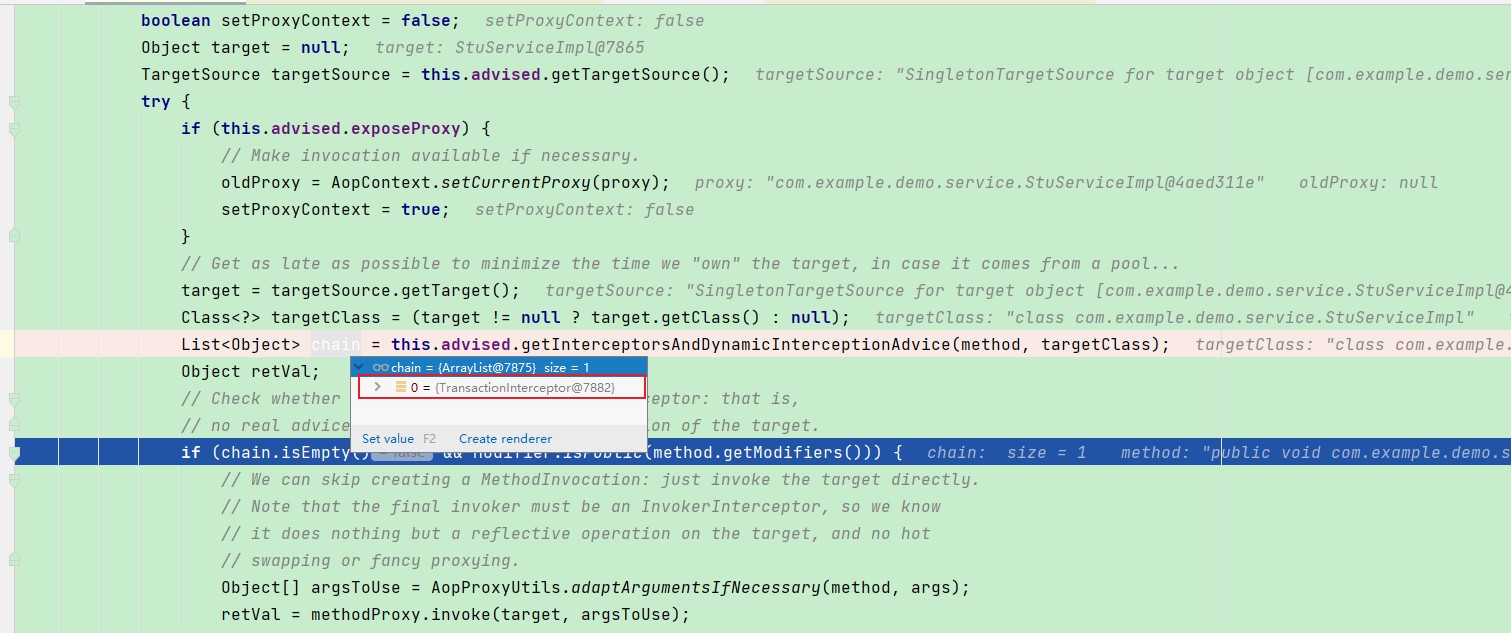 boolean setProxyContext = false;   setProxyContext: false
Object target = null;   target: StuServiceImpl@7865
TargetSource targetSource = this.advised.getTargetSource();   targetSource: "SingletonTargetSource for target object [com.example.demo.ser
try {
if (this.advised.exposeProxy) {
// Make invocation available if necessary.
oldProxy = AopContext.setCurrentProxy(proxy);   proxy: "com.example.demo.service.StuServiceImpl@4aed311e"   oldProxy: null
setProxyContext = true;   setProxyContext: false
}
// Get as late as possible to minimize the time we "own" the target, in case it comes from a pool...
target = targetSource.getTarget();   targetSource: "SingletonTargetSource for target object [com.example.demo.service.StuServiceImpl@4
Class<?> targetClass = (target != null ? target.getClass() : null);   targetClass: "class com.example.demo.service.StuServiceImpl"
List<Object> chain = this.advised.getInterceptorsAndDynamicInterceptionAdvice(method, targetClass);   targetClass: "class com.example.
Object retVal;
chain = {ArrayList@7875}  size = 1
0 = {TransactionInterceptor@7882}
// Check whether ceptor: that is,
// no real advice on of the target.
Set value F2   Create renderer
if (chain.isEmpty() = false && Modifier.isPublic(method.getModifiers())) {   chain:  size = 1   method: "public void com.example.demo.s
// We can skip creating a MethodInvocation: just invoke the target directly.
// Note that the final invoker must be an InvokerInterceptor, so we know
// it does nothing but a reflective operation on the target, and no hot
// swapping or fancy proxying.
Object[] argsToUse = AopProxyUtils.adaptArgumentsIfNecessary(method, args);
retVal = methodProxy.invoke(target, argsToUse);